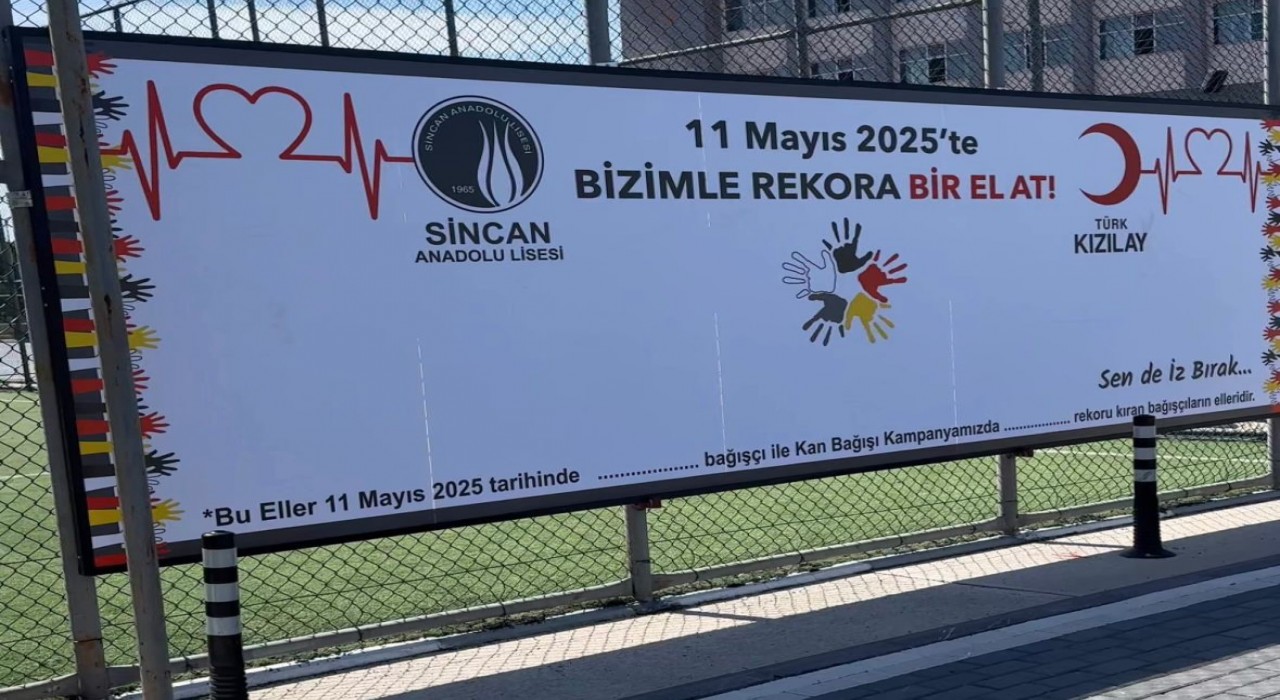 11 Mayıs 2025'te
BİZİMLE REKORA BİR EL AT!
SİNCAN ANADOLU LİSESİ
1965
SİNCAN
ANADOLU LİSESİ
TÜRK
KIZILAY
Sen de İz Bırak...
*Bu Eller 11 Mayıs 2025 tarihinde .................... bağışçı ile Kan Bağışı Kampanyamızda .................... rekoru kıran bağışçıların elleridir.